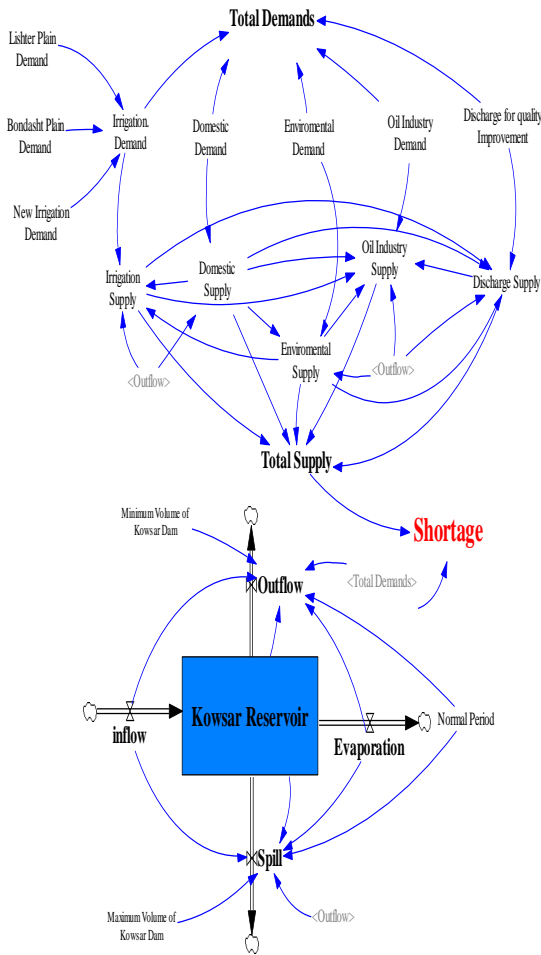 Total Demands
Lishter Plain
Demand
Bondasht Plain
Demand
Irrigation.
Demand
Domestic
Demand
Enviromental
Demand
Oil Industry
Demand
Discharge for quality
Improvement
New Irrigation
Demand
Irrigation
Supply
Domestic
Supply
Oil Industry
Supply
Discharge Supply
Enviromental
Supply
<Outflow>
<Outflow>
Total Supply
Minimum Volume of
Kowsar Dam
Shortage
Outflow
<Total Demands>
Kowsar Reservoir
inflow
Evaporation
Normal Period
Spill
Maximum Volume of
Kowsar Dam
<Outflow>